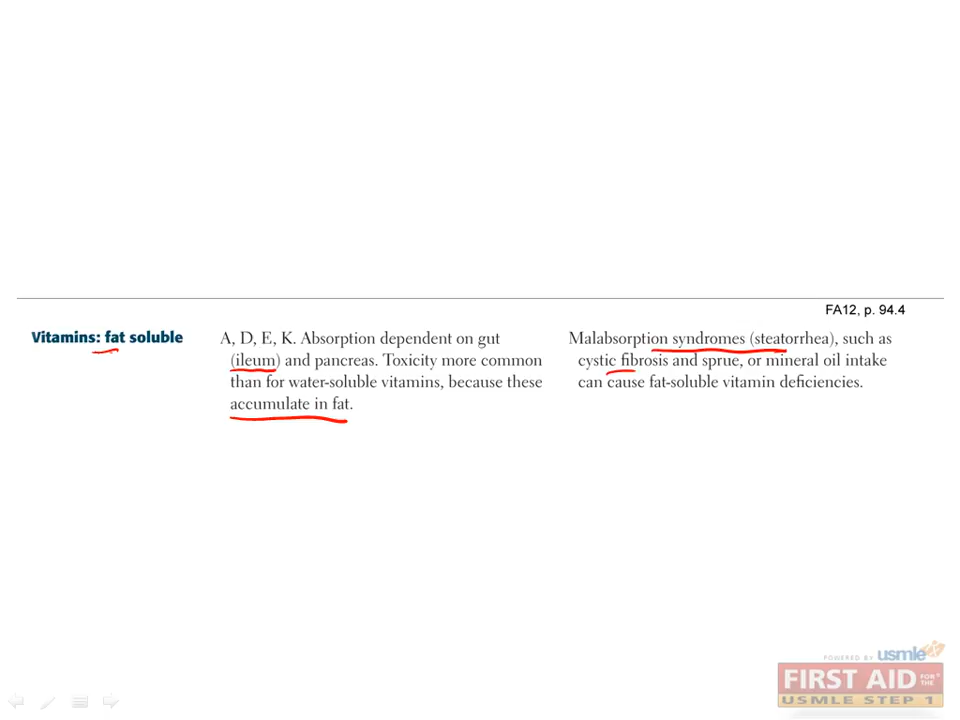 FA12, p. 94.4
Vitamins: fat soluble
A, D, E, K. Absorption dependent on gut
(ileum) and pancreas. Toxicity more common
than for water-soluble vitamins, because these
accumulate in fat.
Malabsorption syndromes (steatorrhea), such as
cystic fibrosis and sprue, or mineral oil intake
can cause fat-soluble vitamin deficiencies.
POWERED BY usmle
FIRST AID FOR THE
USMLE STEP 1